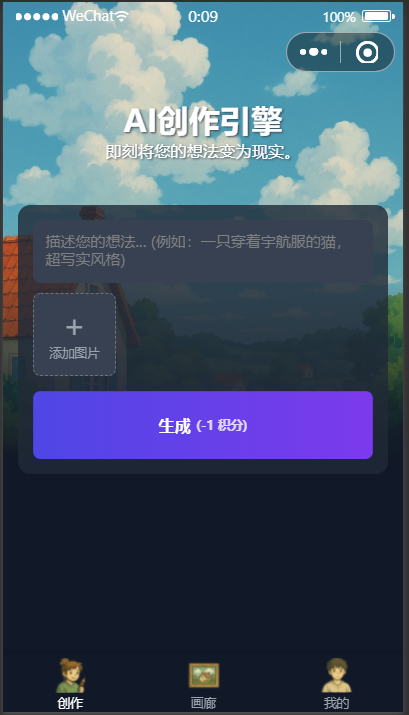 WeChat 0:09 100%
AI创作引擎
即刻将您的想法变为现实。
描述您的想法... (例如：一只穿着宇航服的猫，
超写实风格)
+
添加图片
生成 (-1 积分)
创作 画廊 我的